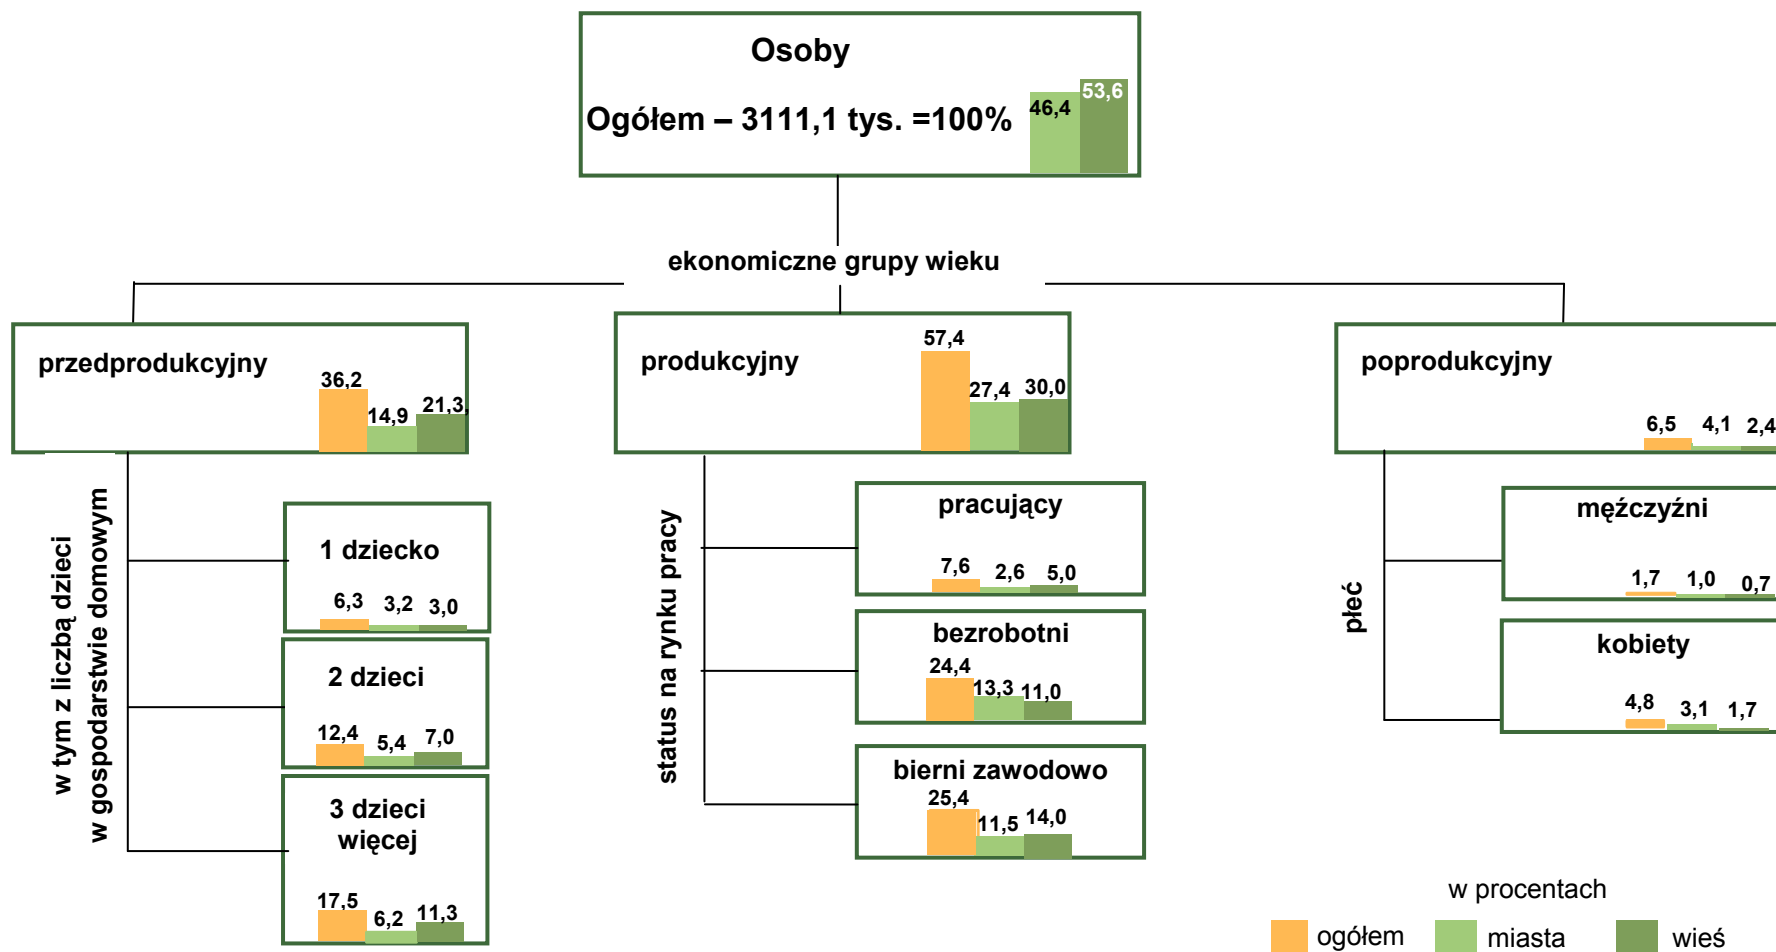 Osoby
Ogółem – 3111,1 tys. =100%
46,4
53,6
ekonomiczne grupy wieku
przedprodukcyjny
36,2
14,9
21,3,
produkcyjny
57,4
27,4
30,0
poprodukcyjny
6,5
4,1
2,4
w tym z liczbą dzieci
w gospodarstwie domowym
1 dziecko
6,3
3,2
3,0
2 dzieci
12,4
5,4
7,0
3 dzieci
więcej
17,5
6,2
11,3
status na rynku pracy
pracujący
7,6
2,6
5,0
bezrobotni
24,4
13,3
11,0
bierni zawodowo
25,4
11,5
14,0
płeć
męźczyźni
1,7
1,0
0,7
kobiety
4,8
3,1
1,7
w procentach
ogółem
miasta
wieś